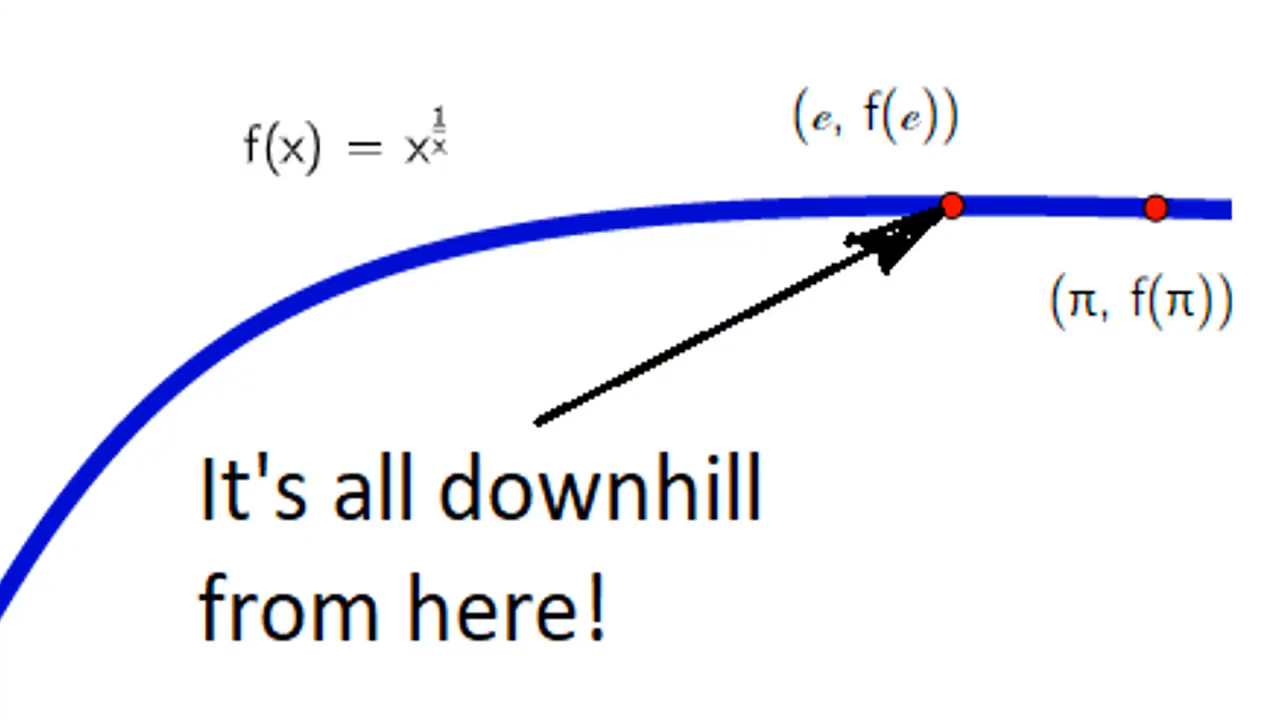 (e, f(e))
f(x) = x^(1/x)
(π, f(π))
It's all downhill
from here!